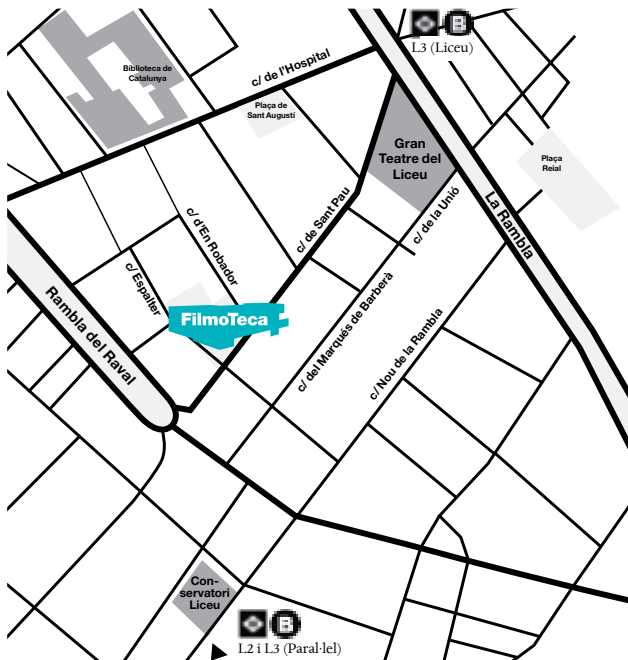 B
L3 (Liceu)
Biblioteca de
Catalunya
c/ de l'Hospital
Plaça de
Sant Augustí
Gran
Teatre del
Liceu
Plaça
Reial
c/ de Sant Pau
c/ de la Unió
La Rambla
c/ d'En Robador
c/ Espalter
Rambla del Raval
FilmoTeca
c/ del Marqués de Barberà
c/ Nou de la Rambla
Con-
servatori
Liceu
B
L2 i L3 (Paral·lel)